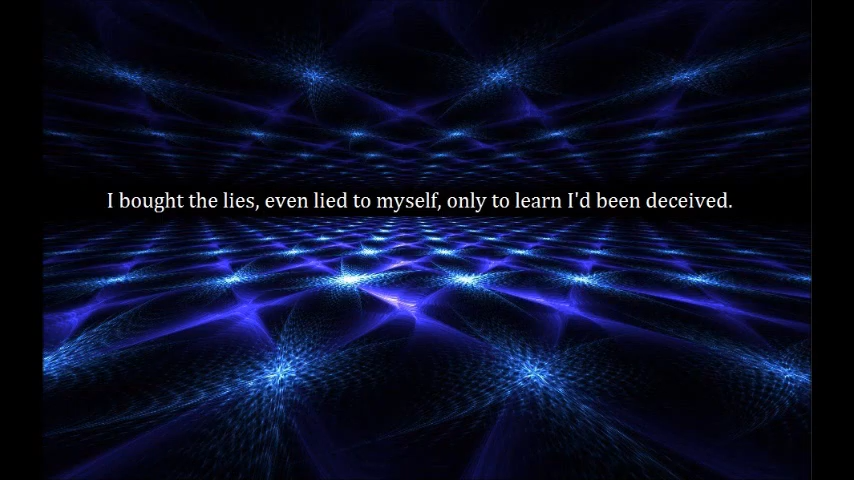 I bought the lies, even lied to myself, only to learn I'd been deceived.